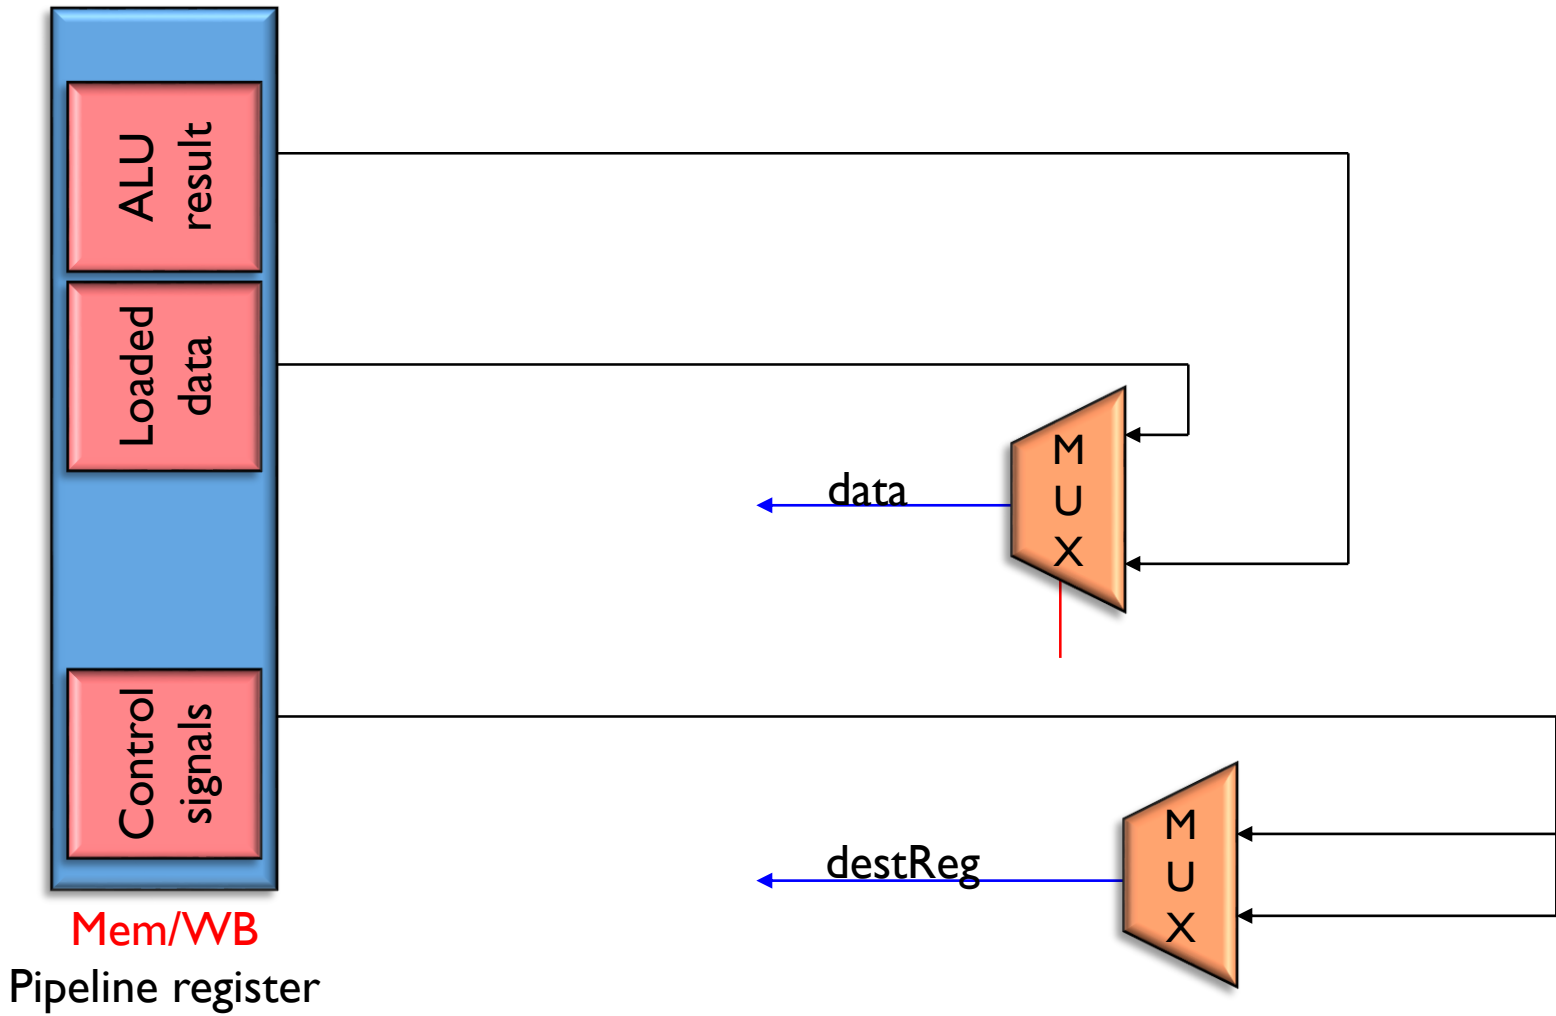 ALU
result
Loaded
data
Control
signals
Mem/WB
Pipeline register
data
M
U
X
destReg
M
U
X